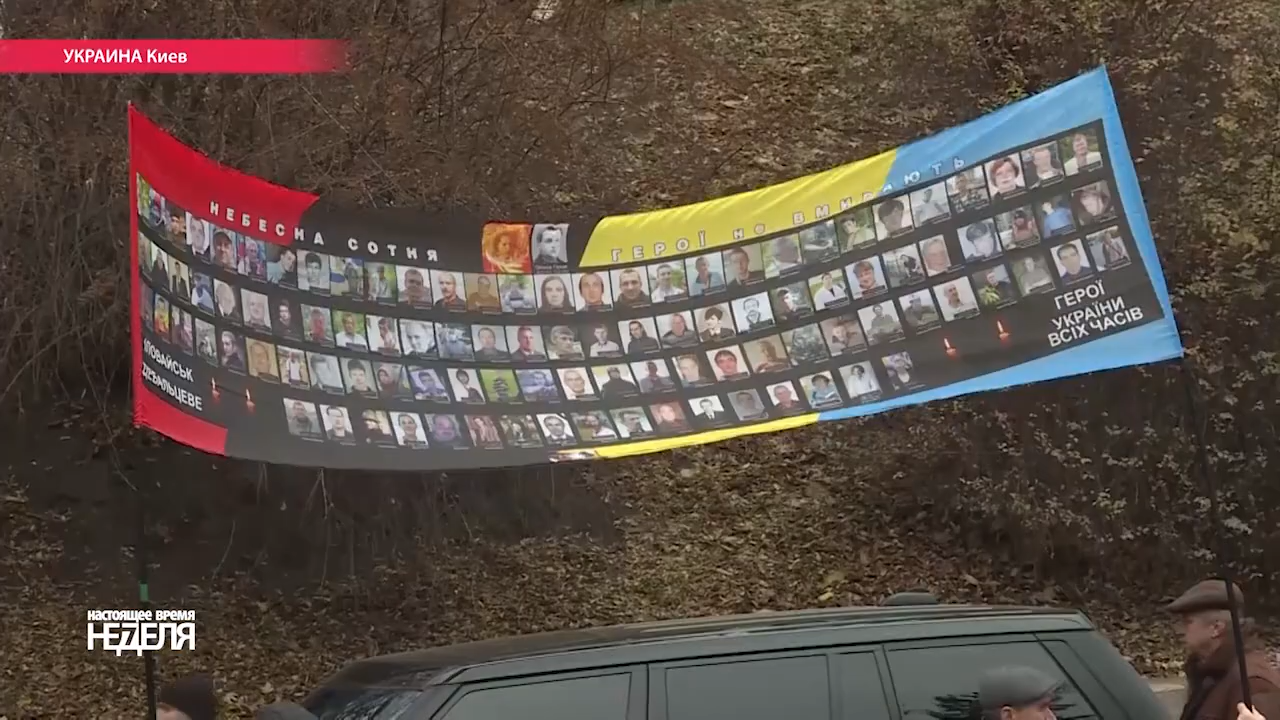 УКРАИНА Киев
НЕБЕСНА СОТНЯ
ГЕРОЇ не ВМИРАЮТЬ
ІЛОВАЙСЬК
ДЕБАЛЬЦЕВЕ
ГЕРОЇ
УКРАЇНИ
ВСІХ ЧАСІВ
настоящее время
НЕДЕЛЯ